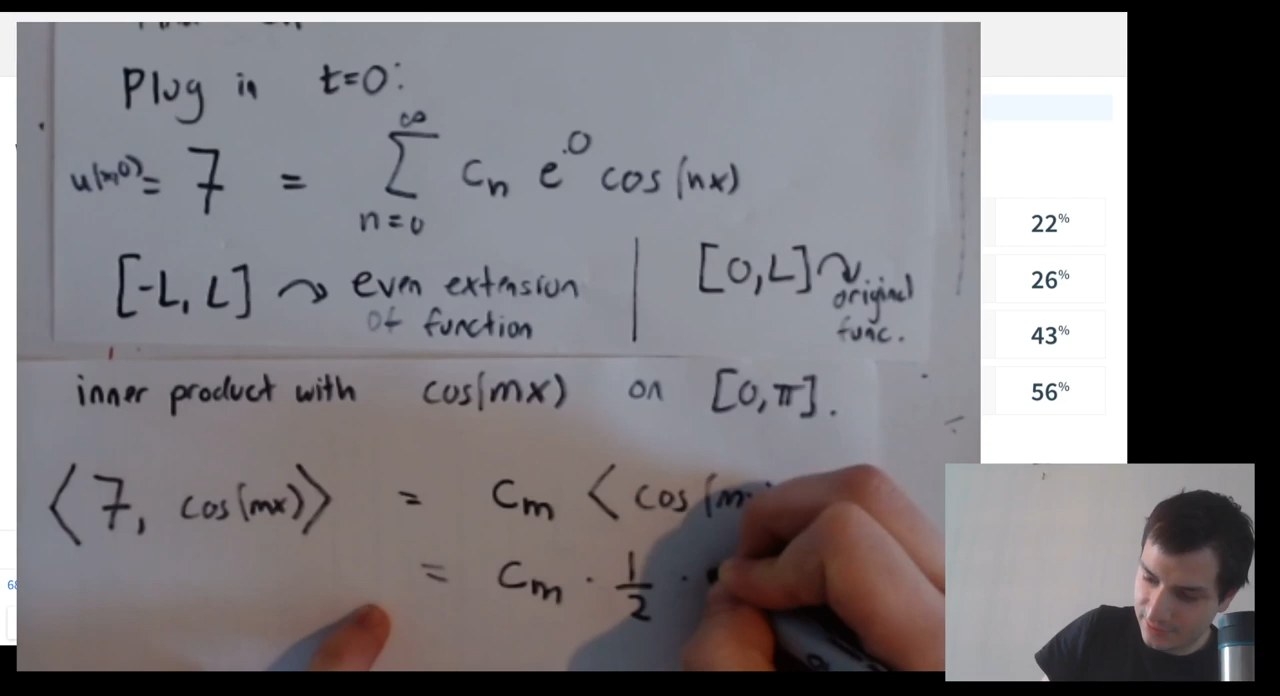 Plug in t=0:
u(x,0) = 7 = ∞ ∑ n=0 cn e^0 cos(nx)
[-L, L] ⤳ even extension of function
[0,L] ⤳ original func.
inner product with cos(mx) on [0,π].
⟨7, cos(mx)⟩ = cm ⟨cos(m
= cm · 1/2 ·
22%
26%
43%
56%